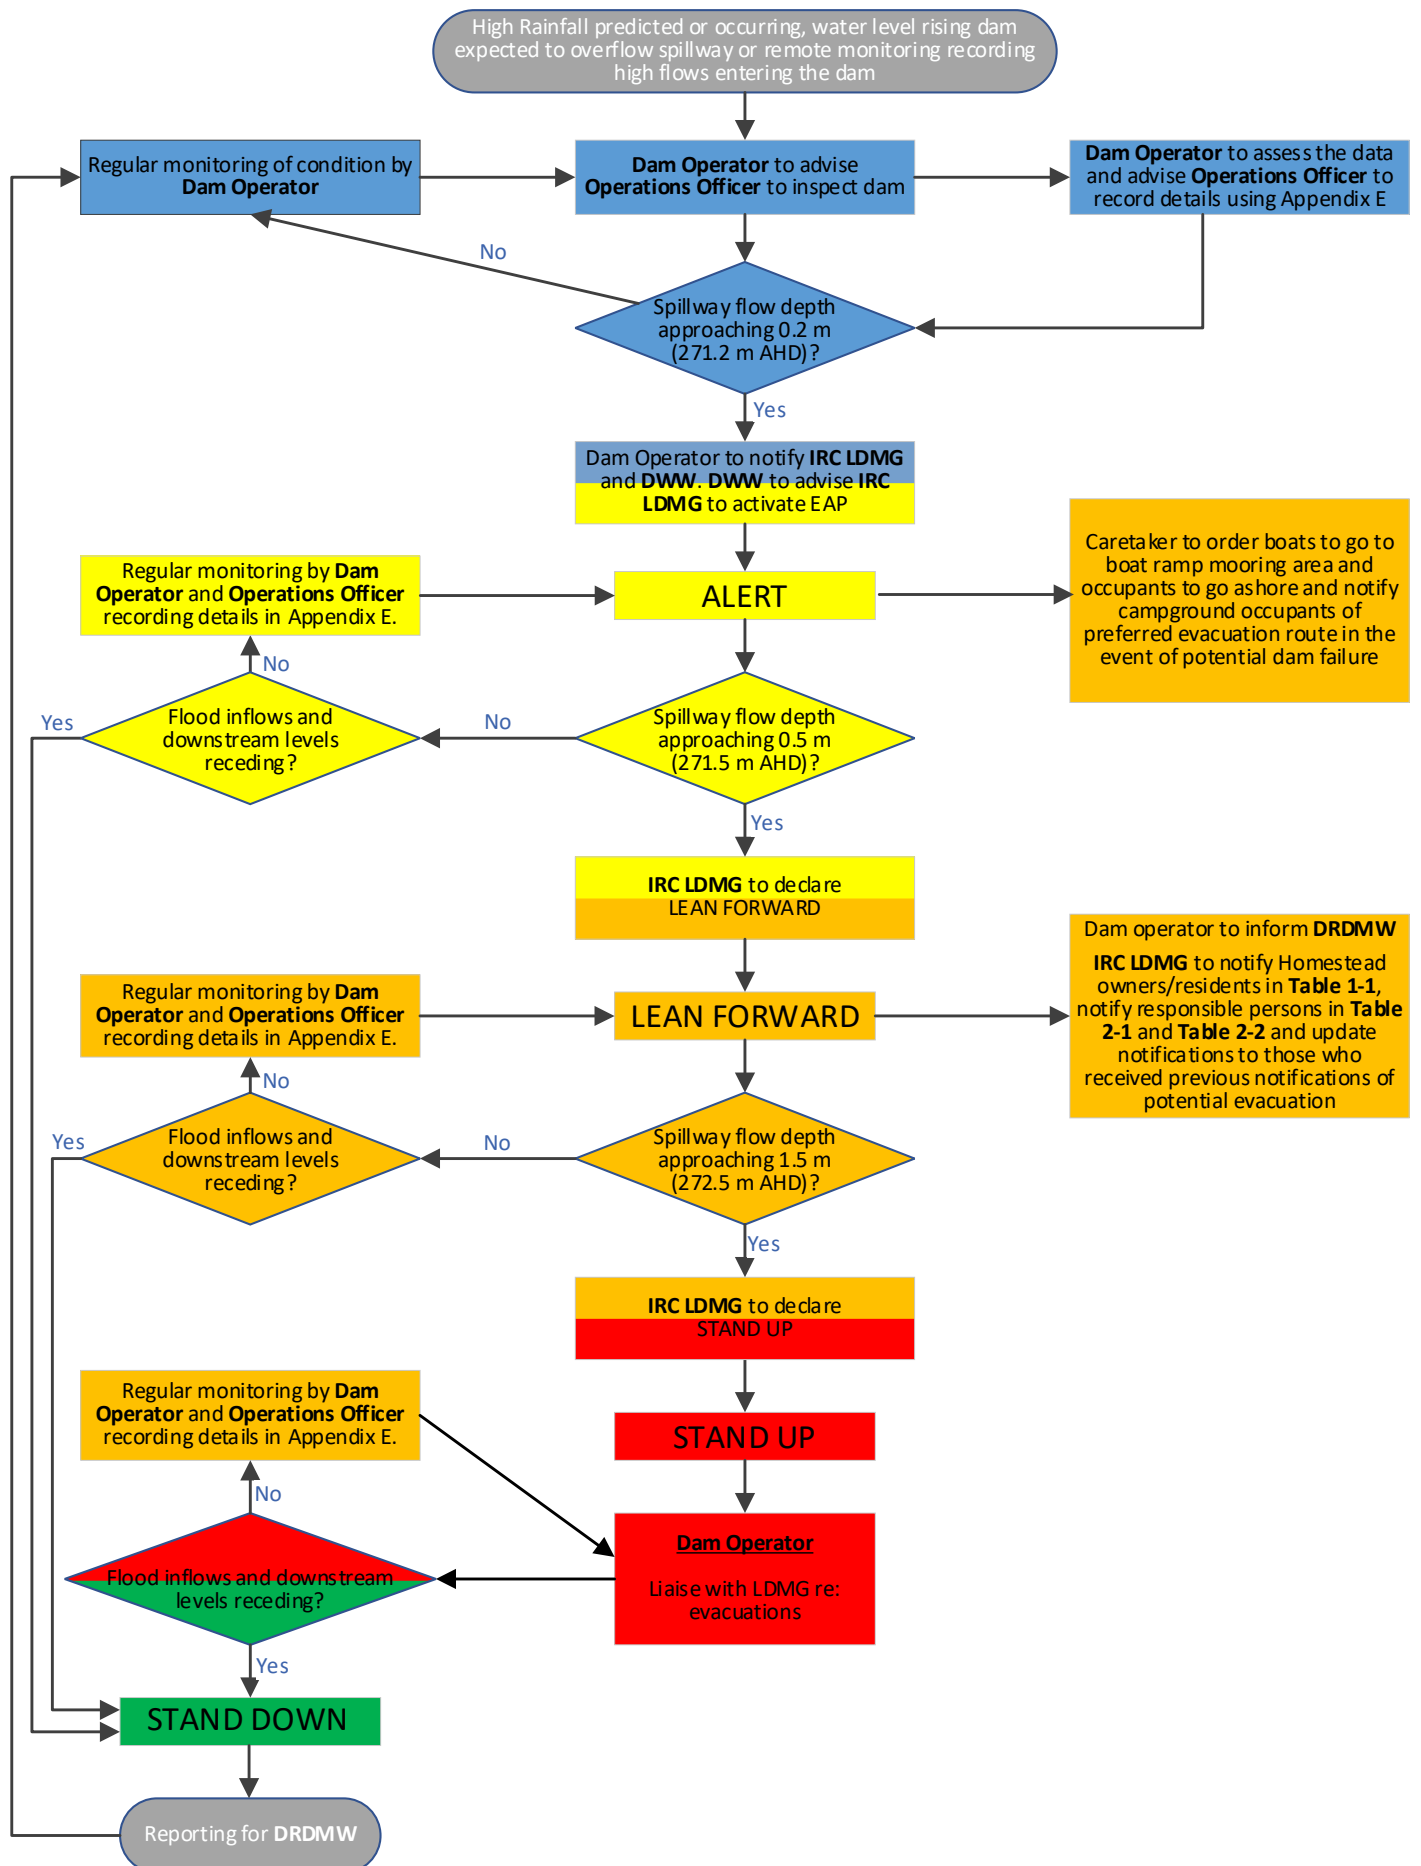 High Rainfall predicted or occurring, water level rising dam
expected to overflow spillway or remote monitoring recording
high flows entering the dam
Regular monitoring of condition by
Dam Operator
Dam Operator to advise
Operations Officer to inspect dam
Dam Operator to assess the data
and advise Operations Officer to
record details using Appendix E
No
Spillway flow depth
approaching 0.2 m
(271.2 m AHD)?
Yes
Dam Operator to notify IRC LDMG
and DWW. DWW to advise IRC
LDMG to activate EAP
Regular monitoring by Dam
Operator and Operations Officer
recording details in Appendix E.
ALERT
Caretaker to order boats to go to
boat ramp mooring area and
occupants to go ashore and notify
campground occupants of
preferred evacuation route in the
event of potential dam failure
No
Yes
Flood inflows and
downstream levels
receding?
No
Spillway flow depth
approaching 0.5 m
(271.5 m AHD)?
Yes
IRC LDMG to declare
LEAN FORWARD
Regular monitoring by Dam
Operator and Operations Officer
recording details in Appendix E.
LEAN FORWARD
Dam operator to inform DRDMW
IRC LDMG to notify Homestead
owners/residents in Table 1-1,
notify responsible persons in Table
2-1 and Table 2-2 and update
notifications to those who
received previous notifications of
potential evacuation
No
Yes
Flood inflows and
downstream levels
receding?
No
Spillway flow depth
approaching 1.5 m
(272.5 m AHD)?
Yes
IRC LDMG to declare
STAND UP
Regular monitoring by Dam
Operator and Operations Officer
recording details in Appendix E.
STAND UP
No
Dam Operator
Liaise with LDMG re:
evacuations
Flood inflows and downstream
levels receding?
Yes
STAND DOWN
Reporting for DRDMW